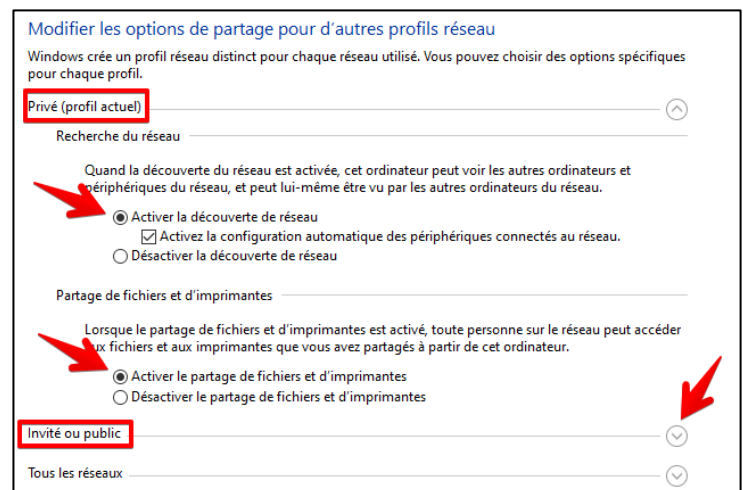 Modifier les options de partage pour d'autres profils réseau
Windows crée un profil réseau distinct pour chaque réseau utilisé. Vous pouvez choisir des options spécifiques
pour chaque profil.
Privé (profil actuel)
Recherche du réseau
Quand la découverte du réseau est activée, cet ordinateur peut voir les autres ordinateurs et
périphériques du réseau, et peut lui-même être vu par les autres ordinateurs du réseau.
Activer la découverte de réseau
Activez la configuration automatique des périphériques connectés au réseau.
Désactiver la découverte de réseau
Partage de fichiers et d'imprimantes
Lorsque le partage de fichiers et d'imprimantes est activé, toute personne sur le réseau peut accéder
aux fichiers et aux imprimantes que vous avez partagés à partir de cet ordinateur.
Activer le partage de fichiers et d'imprimantes
Désactiver le partage de fichiers et d'imprimantes
Invité ou public
Tous les réseaux